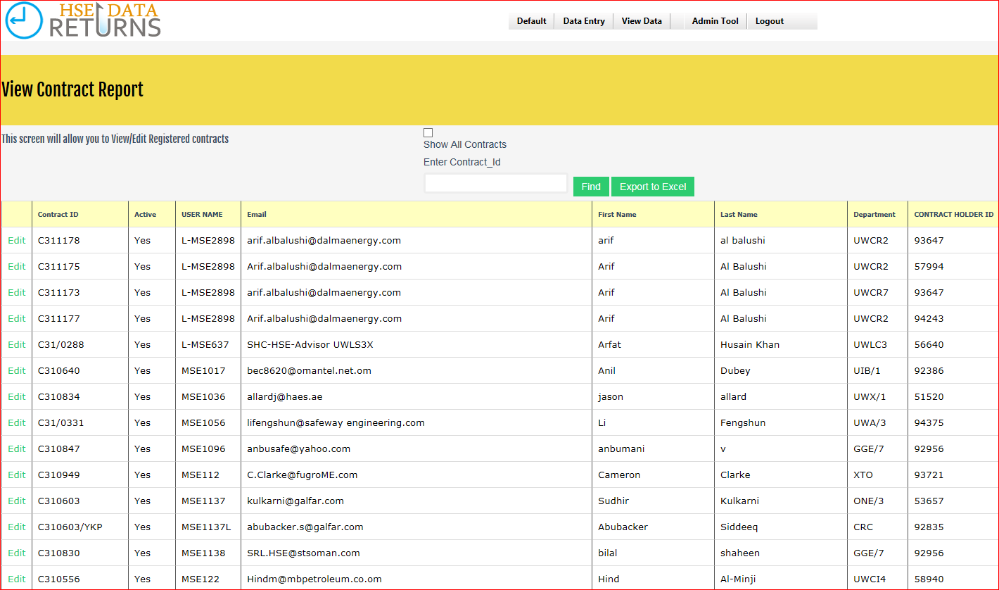 HSE DATA
RETURNS
Default Data Entry View Data Admin Tool Logout
View Contract Report
This screen will allow you to View/Edit Registered contracts
Show All Contracts
Enter Contract_Id
Find Export to Excel
Contract ID Active USER NAME Email First Name Last Name Department CONTRACT HOLDER ID
Edit C311178 Yes L-MSE2898 arif.albalushi@dalmaenergy.com arif al balushi UWCR2 93647
Edit C311175 Yes L-MSE2898 Arif.albalushi@dalmaenergy.com Arif Al Balushi UWCR2 57994
Edit C311173 Yes L-MSE2898 arif.albalushi@dalmaenergy.com Arif Al Balushi UWCR7 93647
Edit C311177 Yes L-MSE2898 Arif.albalushi@dalmaenergy.com Arif Al Balushi UWCR2 94243
Edit C31/0288 Yes L-MSE637 SHC-HSE-Advisor UWLS3X Arfat Husain Khan UWLC3 56640
Edit C310640 Yes MSE1017 bec8620@omantel.net.om Anil Dubey UIB/1 92386
Edit C310834 Yes MSE1036 allardj@haes.ae jason allard UWX/1 51520
Edit C31/0331 Yes MSE1056 lifengshun@safeway engineering.com Li Fengshun UWA/3 94375
Edit C310847 Yes MSE1096 anbusafe@yahoo.com anbumani v GGE/7 92956
Edit C310949 Yes MSE112 C.Clarke@fugroME.com Cameron Clarke XTO 93721
Edit C310603 Yes MSE1137 kulkarni@galfar.com Sudhir Kulkarni ONE/3 53657
Edit C310603/YKP Yes MSE1137L abubacker.s@galfar.com Abubacker Siddeeq CRC 92835
Edit C310830 Yes MSE1138 SRL.HSE@stsoman.com bilal shaheen GGE/7 92956
Edit C310556 Yes MSE122 Hindm@mbpetroleum.co.om Hind Al-Minji UWCI4 58940